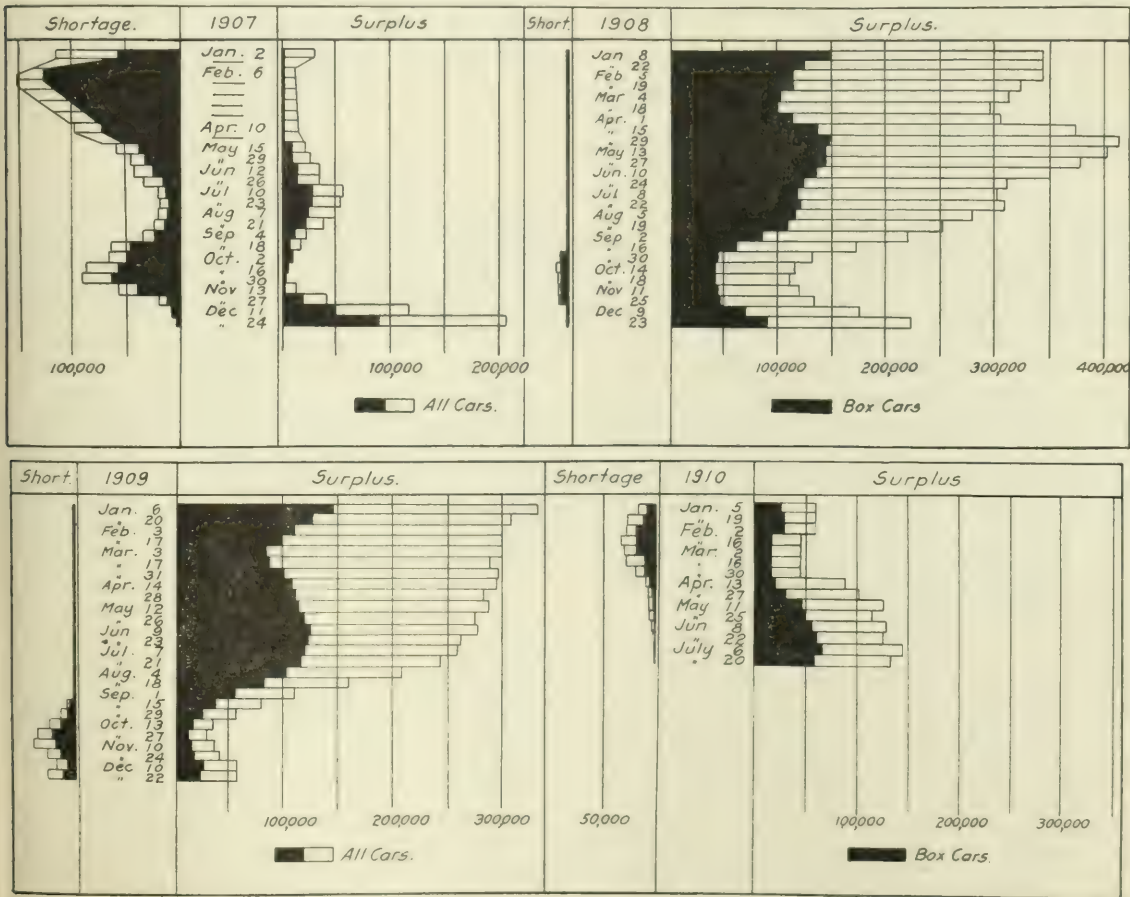 Shortage. 1907 Surplus Short. 1908 Surplus.
Jan. 2
Feb. 6
Apr. 10
May 15
" 29
Jun 12
" 26
Jul 10
" 23
Aug 7
" 21
Sep 4
" 18
Oct. 2
" 16
" 30
Nov 13
" 27
Dec 11
" 24
100,000 100,000 200,000
All Cars.
Jan 8
" 22
Feb 5
" 19
Mar 4
" 18
Apr. 1
" 15
" 29
May 13
" 27
Jun. 10
" 24
Jul 8
" 22
Aug 5
" 19
Sep 2
" 16
" 30
Oct. 14
" 18
Nov 11
" 25
Dec 9
23
100,000 200,000 300,000 400,000
Box Cars
Short. 1909 Surplus. Shortage 1910 Surplus
Jan. 6
" 20
Feb. 3
" 17
Mar. 3
" 17
" 31
Apr. 14
28
May 12
" 26
Jun 9
" 23
Jul. 7
" 21
Aug. 4
" 18
Sep. 1
" 15
" 29
Oct. 13
" 27
Nov. 10
" 24
Dec 10
" 22
100,000 200,000 300,000
All Cars.
Jan. 5
" 19
Feb. 2
" 16
Mar. 2
" 16
" 30
Apr. 13
" 27
May 11
" 25
Jun 8
" 22
July 6
" 20
50,000 100,000 200,000 300,000
Box Cars.